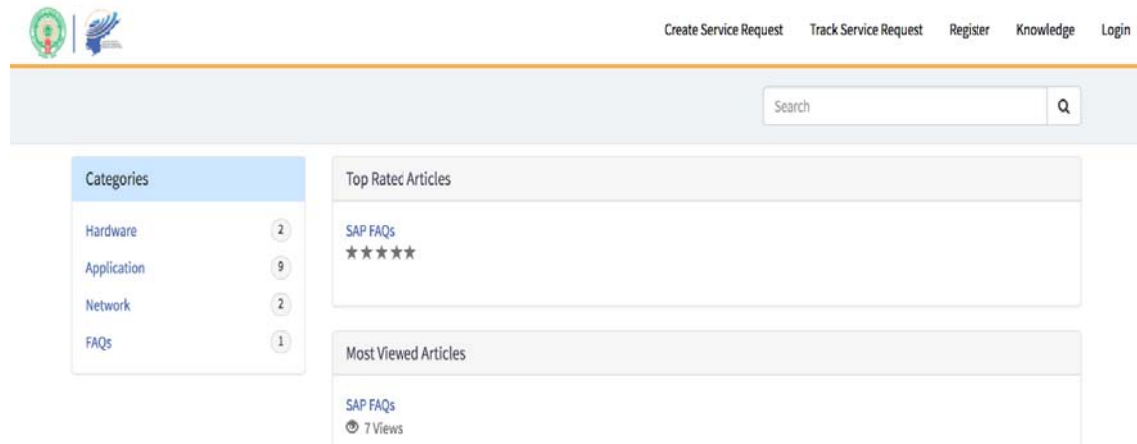 Create Service Request Track Service Request Register Knowledge Login
Search
Categories
Hardware 2
Application 9
Network 2
FAQs 1
Top Rated Articles
SAP FAQs
Most Viewed Articles
SAP FAQs
7 Views